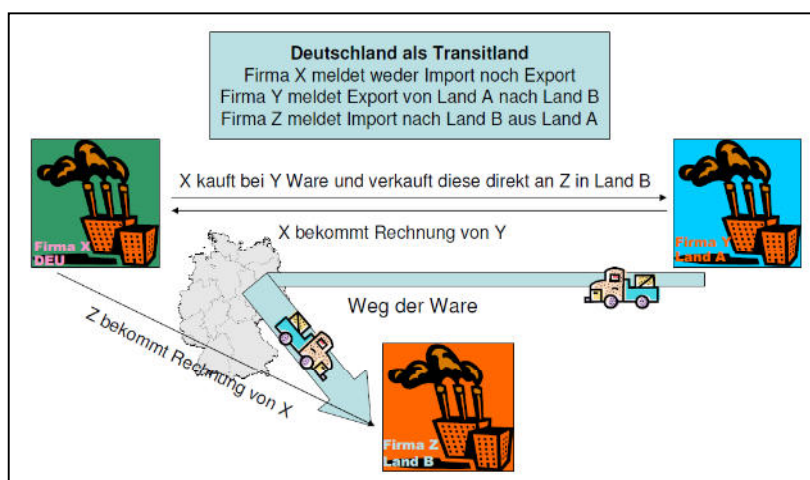 Deutschland als Transitland
Firma X meldet weder Import noch Export
Firma Y meldet Export von Land A nach Land B
Firma Z meldet Import nach Land B aus Land A
X kauft bei Y Ware und verkauft diese direkt an Z in Land B
X bekommt Rechnung von Y
Firma X
DEU
Firma Y
Land A
Weg der Ware
Z bekommt Rechnung von X
Firma Z
Land B